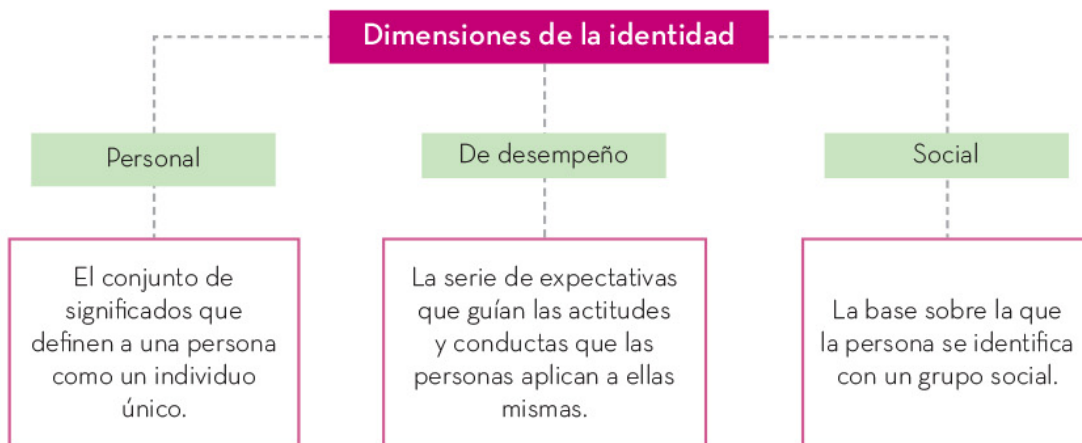 Dimensiones de la identidad
Personal
De desempeño
Social
El conjunto de
significados que
definen a una persona
como un individuo
único.
La serie de expectativas
que guían las actitudes
y conductas que las
personas aplican a ellas
mismas.
La base sobre la que
la persona se identifica
con un grupo social.